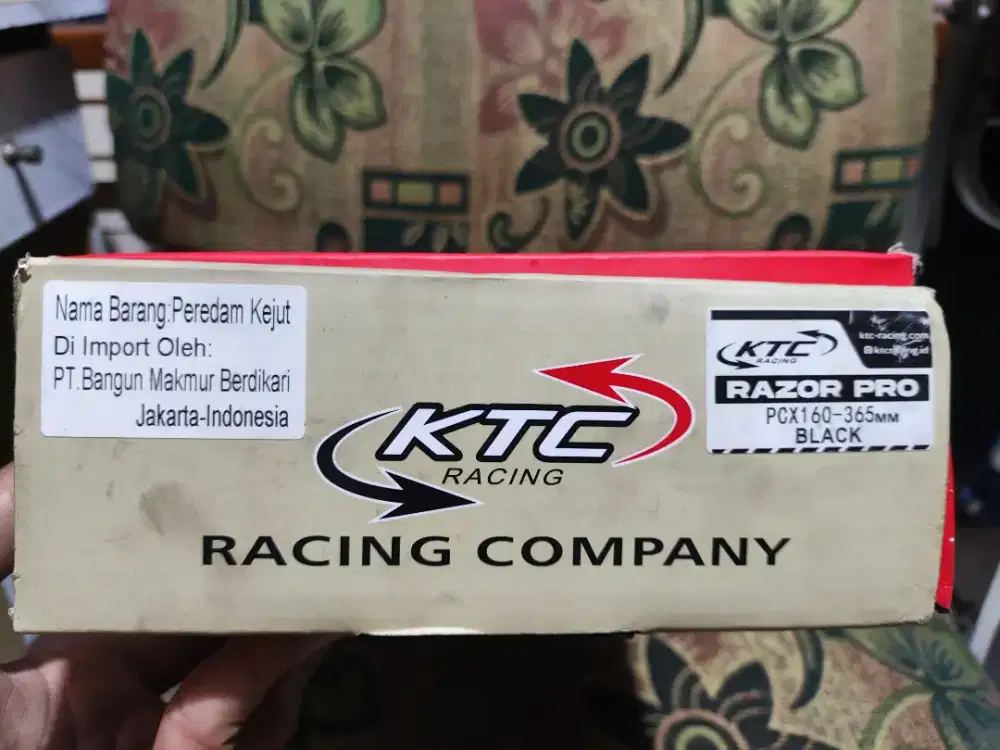 Nama Barang:Peredam Kejut
Di Import Oleh:
PT.Bangun Makmur Berdikari
Jakarta-Indonesia
KTC
RACING
RACING COMPANY
ktc-racing.com
KTC
RACING
RAZOR PRO
PCX160-365MM
BLACK